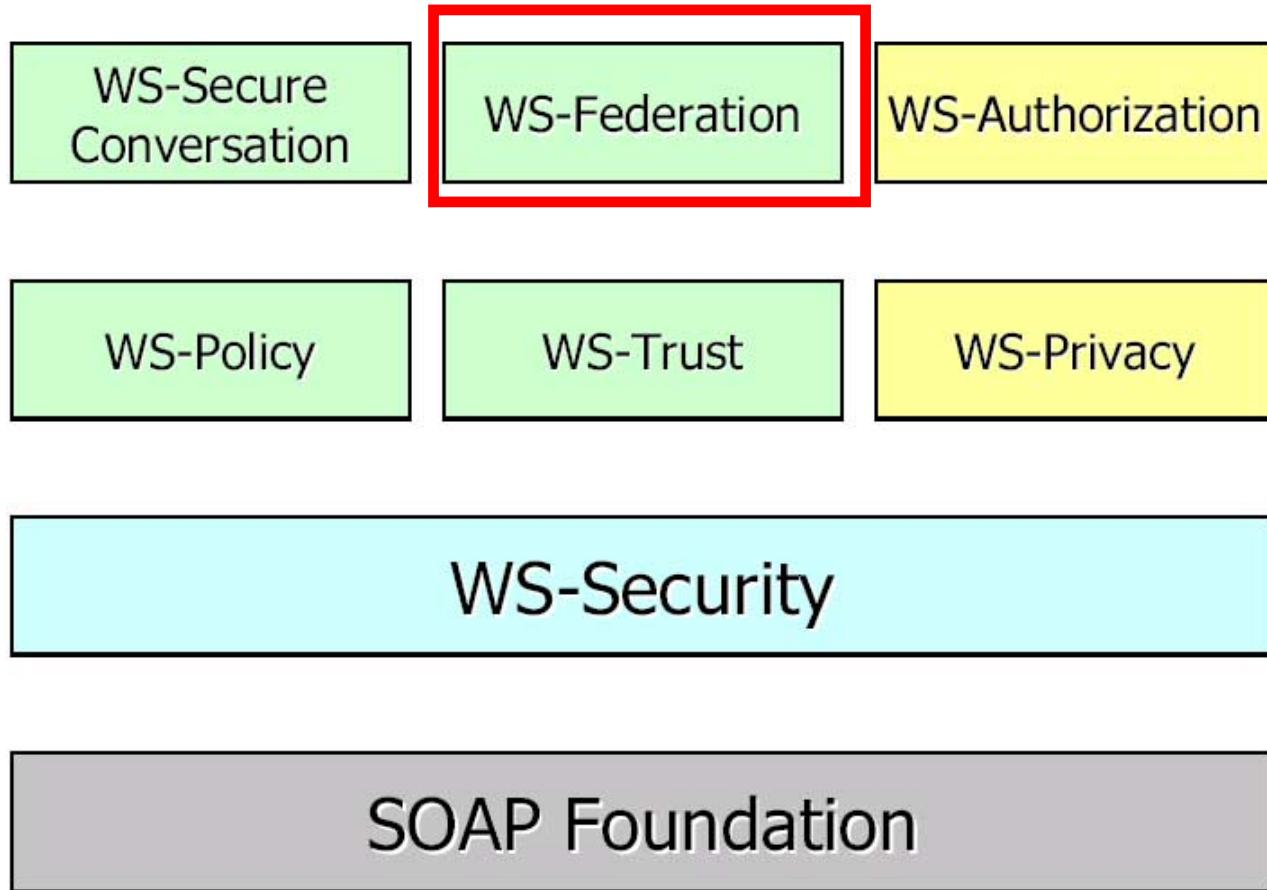 WS-Secure
Conversation
WS-Federation
WS-Authorization
WS-Policy
WS-Trust
WS-Privacy
WS-Security
SOAP Foundation